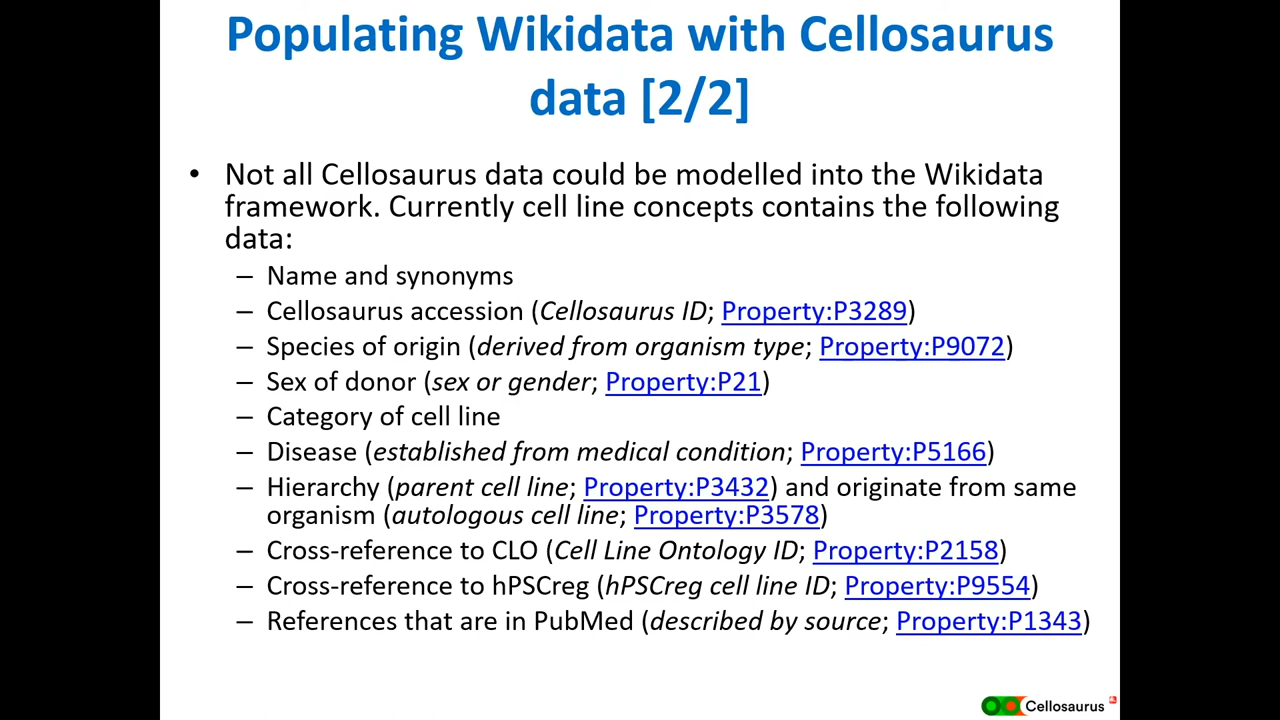 Populating Wikidata with Cellosaurus
data [2/2]
• Not all Cellosaurus data could be modelled into the Wikidata
framework. Currently cell line concepts contains the following
data:
– Name and synonyms
– Cellosaurus accession (Cellosaurus ID; Property:P3289)
– Species of origin (derived from organism type; Property:P9072)
– Sex of donor (sex or gender; Property:P21)
– Category of cell line
– Disease (established from medical condition; Property:P5166)
– Hierarchy (parent cell line; Property:P3432) and originate from same
organism (autologous cell line; Property:P3578)
– Cross-reference to CLO (Cell Line Ontology ID; Property:P2158)
– Cross-reference to hPSCreg (hPSCreg cell line ID; Property:P9554)
– References that are in PubMed (described by source; Property:P1343)
Cellosaurus